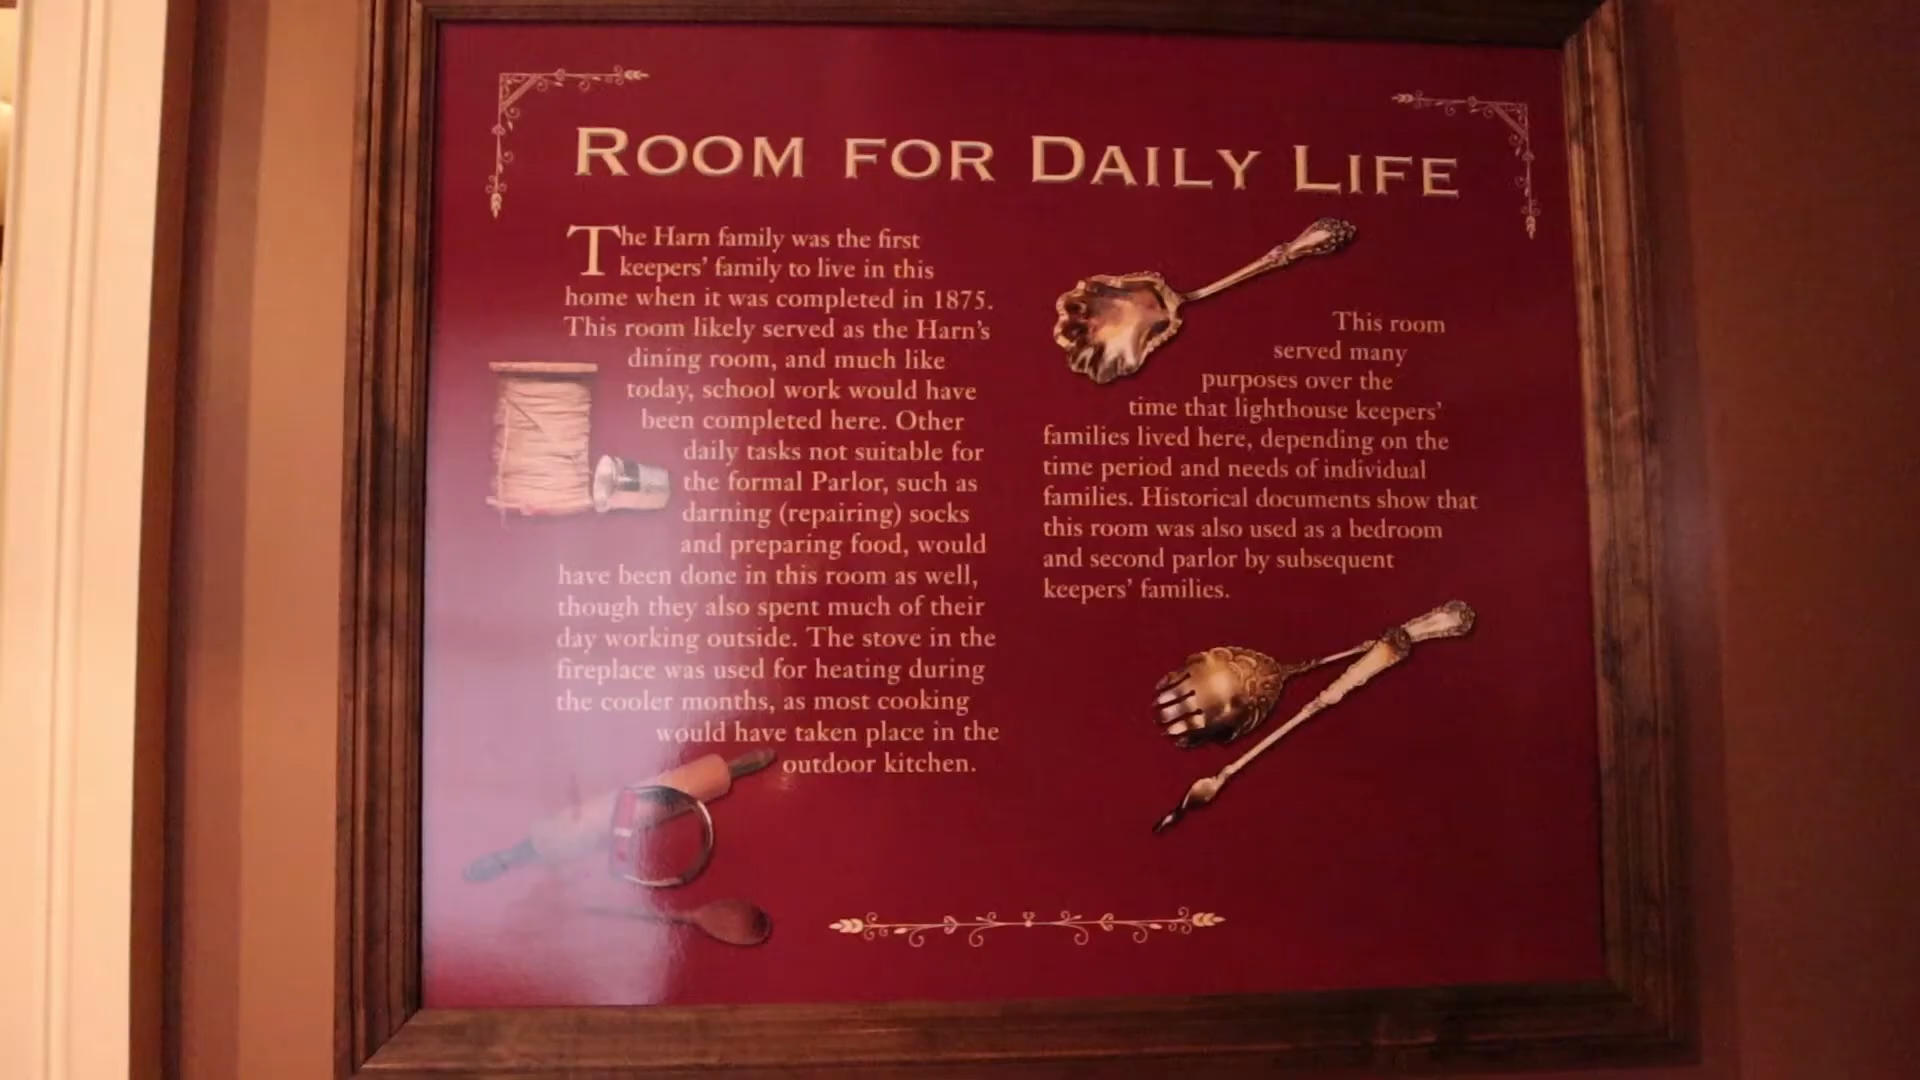 ROOM FOR DAILY LIFE
The Harn family was the first
keepers' family to live in this
home when it was completed in 1875.
This room likely served as the Harn's
dining room, and much like
today, school work would have
been completed here. Other
daily tasks not suitable for
the formal Parlor, such as
darning (repairing) socks
and preparing food, would
have been done in this room as well,
though they also spent much of their
day working outside. The stove in the
fireplace was used for heating during
the cooler months, as most cooking
would have taken place in the
outdoor kitchen.
This room
served many
purposes over the
time that lighthouse keepers'
families lived here, depending on the
time period and needs of individual
families. Historical documents show that
this room was also used as a bedroom
and second parlor by subsequent
keepers' families.